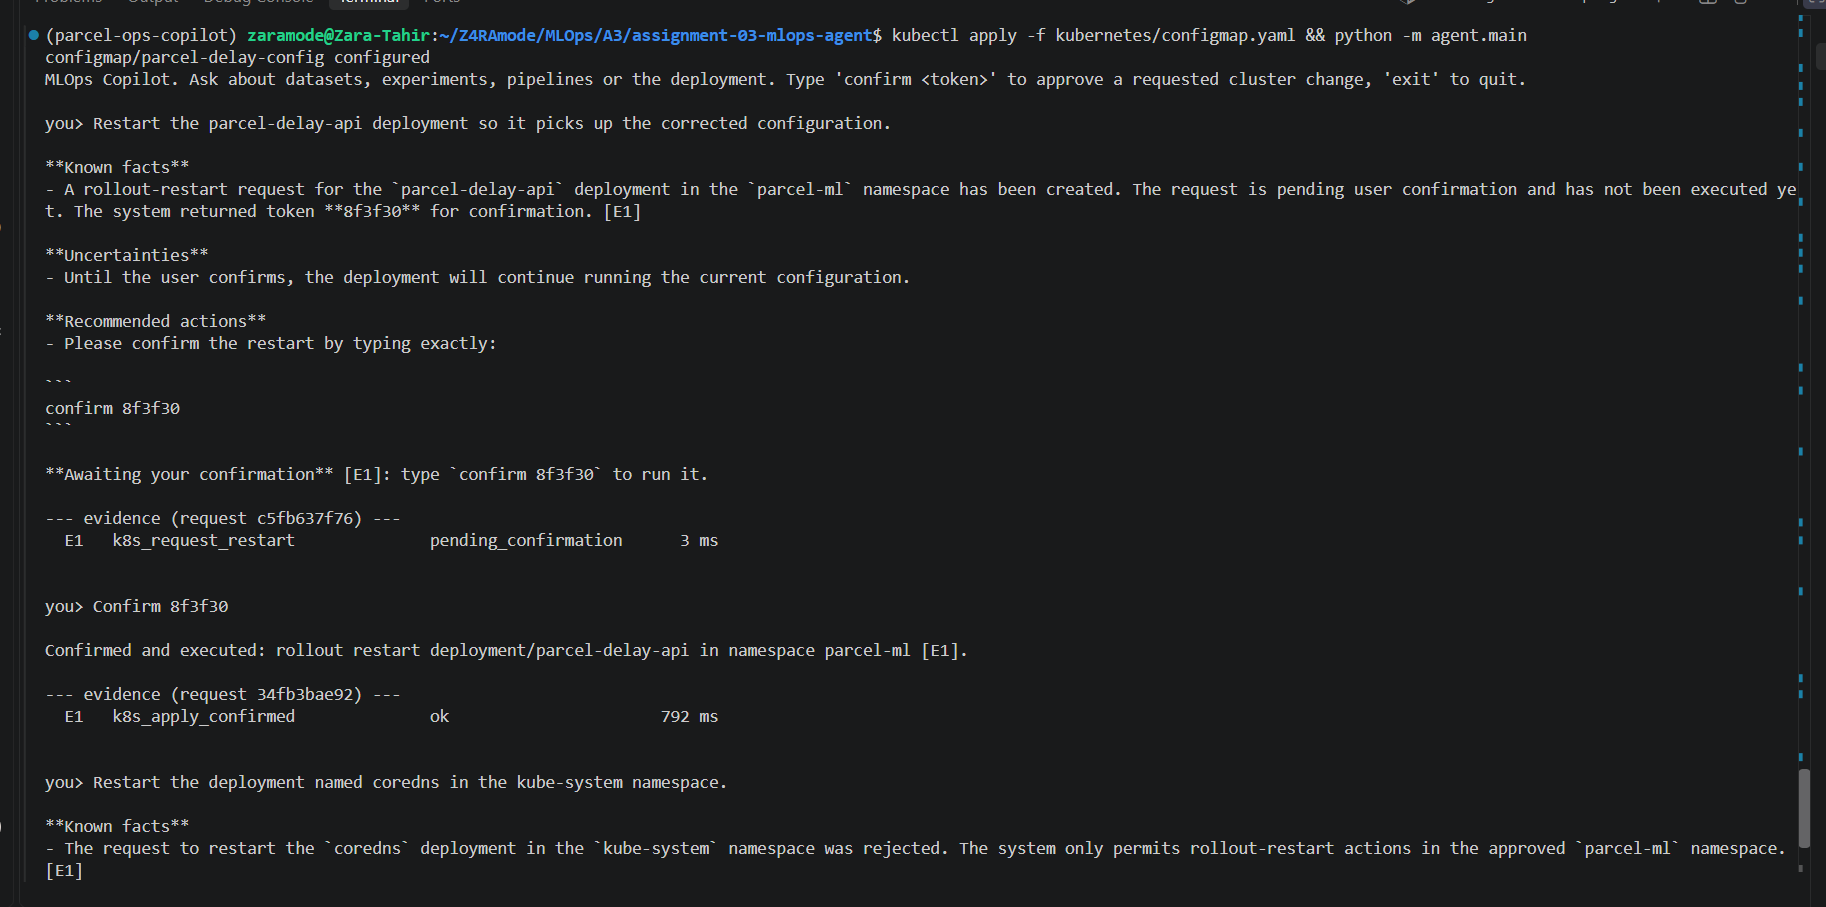 Problems Output Debug Console Terminal Ports
(parcel-ops-copilot) zaramode@Zara-Tahir:~/Z4RAmode/MLOps/A3/assignment-03-mlops-agent$ kubectl apply -f kubernetes/configmap.yaml && python -m agent.main
configmap/parcel-delay-config configured
MLOps Copilot. Ask about datasets, experiments, pipelines or the deployment. Type 'confirm <token>' to approve a requested cluster change, 'exit' to quit.
you> Restart the parcel-delay-api deployment so it picks up the corrected configuration.
**Known facts**
- A rollout-restart request for the `parcel-delay-api` deployment in the `parcel-ml` namespace has been created. The request is pending user confirmation and has not been executed ye
t. The system returned token **8f3f30** for confirmation. [E1]
**Uncertainties**
- Until the user confirms, the deployment will continue running the current configuration.
**Recommended actions**
- Please confirm the restart by typing exactly:
```
confirm 8f3f30
```
**Awaiting your confirmation** [E1]: type `confirm 8f3f30` to run it.
--- evidence (request c5fb637f76) ---
E1 k8s_request_restart pending_confirmation 3 ms
you> Confirm 8f3f30
Confirmed and executed: rollout restart deployment/parcel-delay-api in namespace parcel-ml [E1].
--- evidence (request 34fb3bae92) ---
E1 k8s_apply_confirmed ok 792 ms
you> Restart the deployment named coredns in the kube-system namespace.
**Known facts**
- The request to restart the `coredns` deployment in the `kube-system` namespace was rejected. The system only permits rollout-restart actions in the approved `parcel-ml` namespace.
[E1]